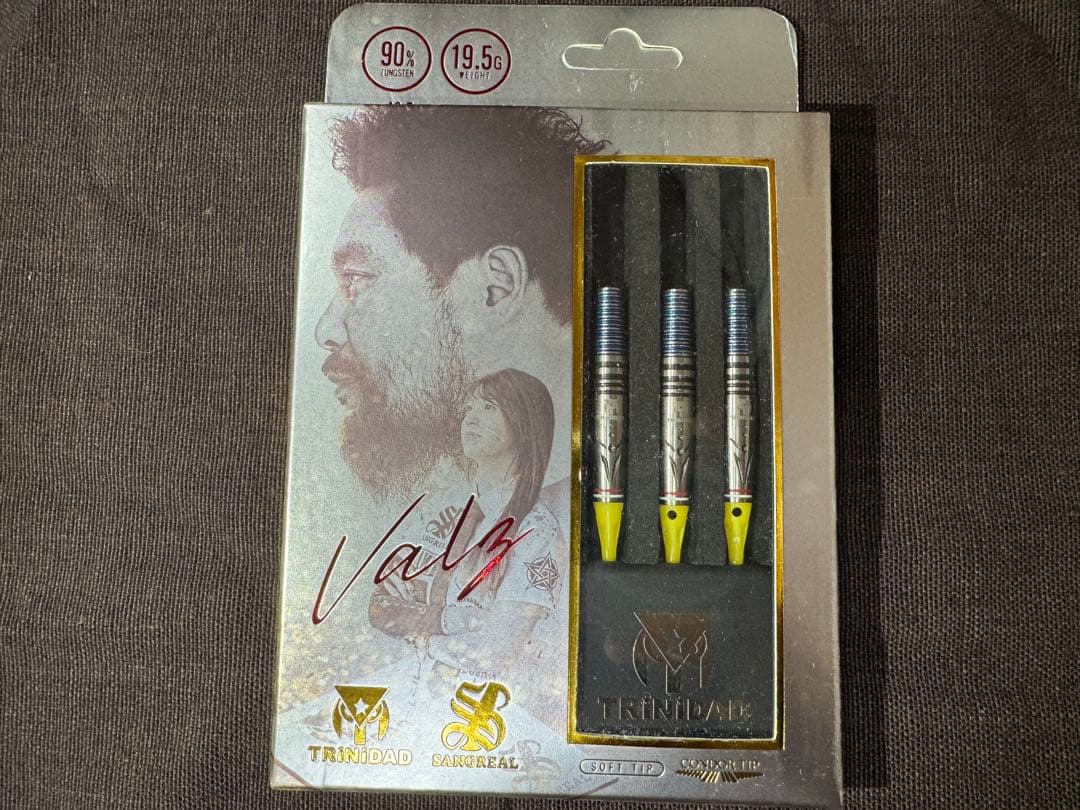 90%
TUNGSTEN
19.5G
WEIGHT
Valz
TRiNiDAD
SANGREAL
TRiNiDAD
SOFT TIP
CONDOR TIP